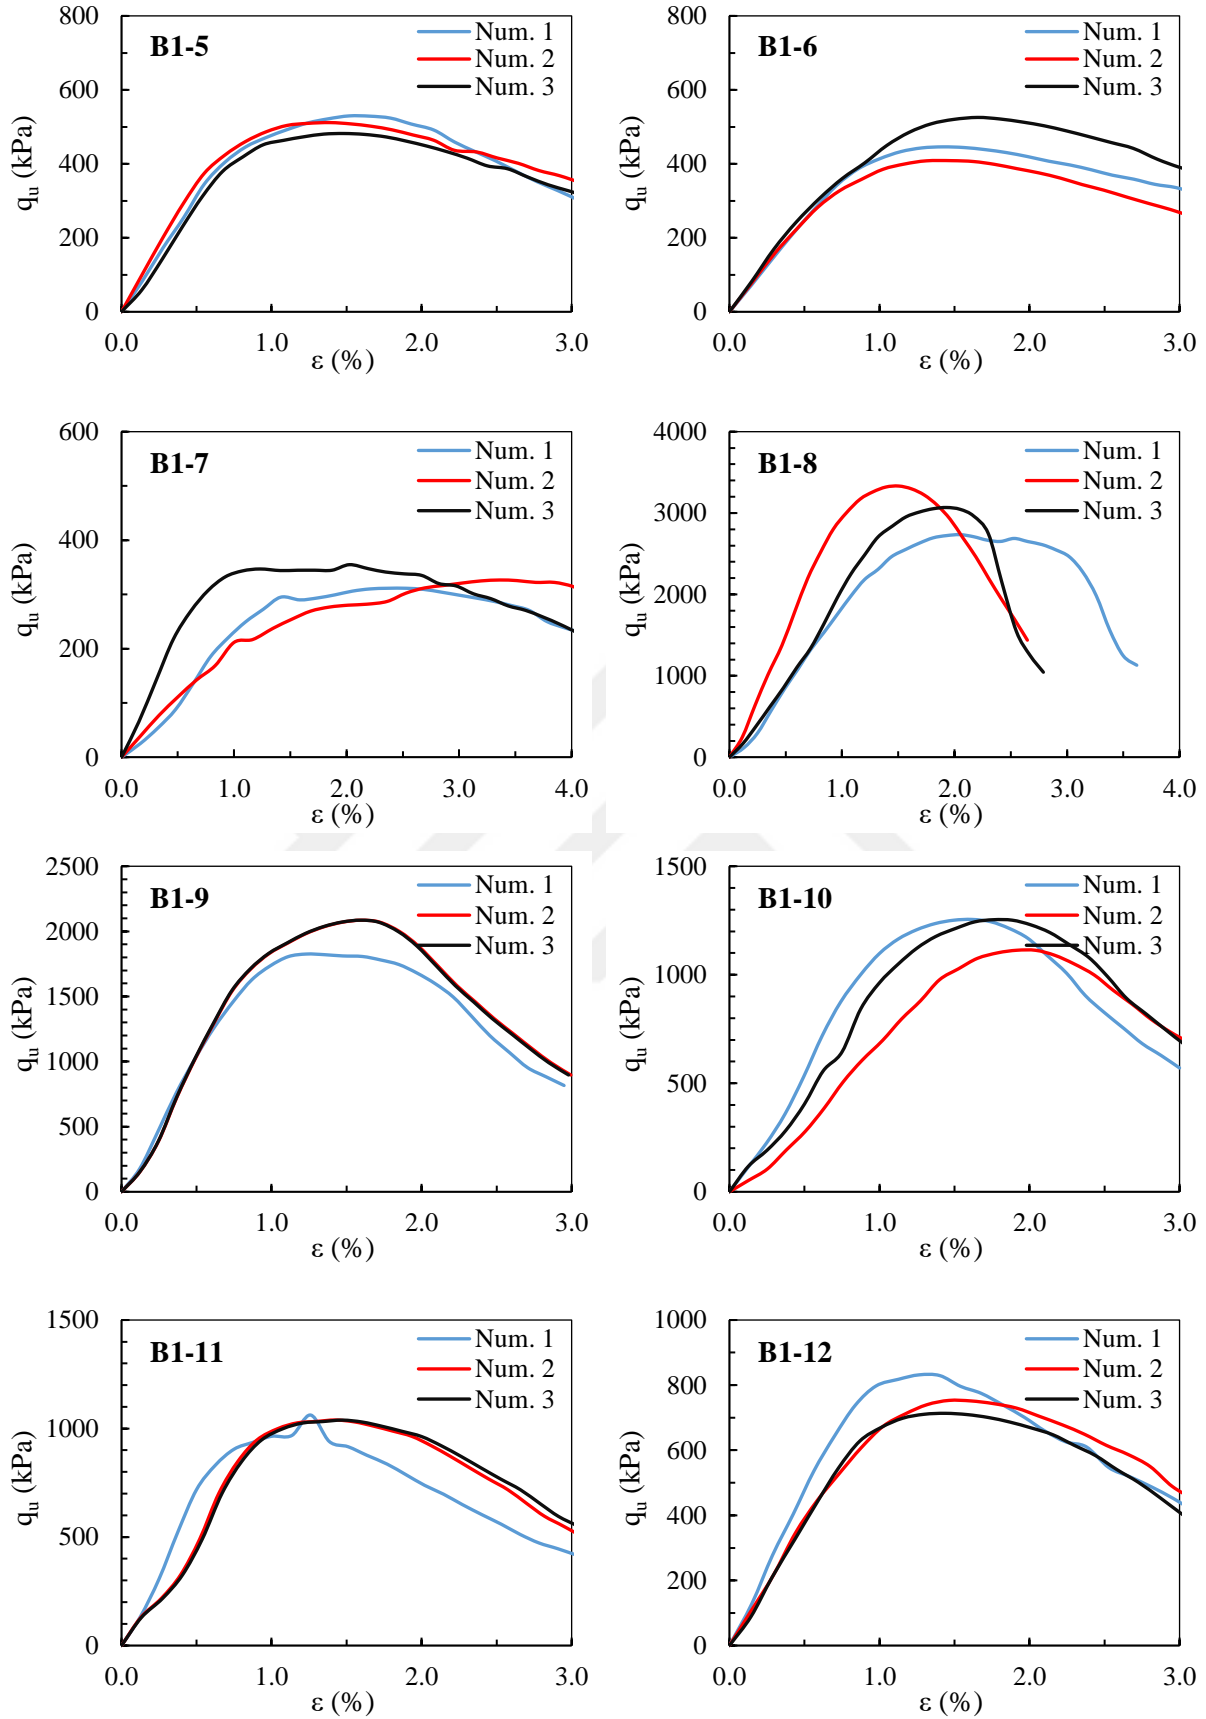 B1-5
Num. 1
Num. 2
Num. 3
800
600
400
200
0
q_u (kPa)
0.0 1.0 2.0 3.0
ε (%)
B1-6
Num. 1
Num. 2
Num. 3
800
600
400
200
0
q_u (kPa)
0.0 1.0 2.0 3.0
ε (%)
B1-7
Num. 1
Num. 2
Num. 3
600
400
200
0
q_u (kPa)
0.0 1.0 2.0 3.0 4.0
ε (%)
B1-8
Num. 1
Num. 2
Num. 3
4000
3000
2000
1000
0
q_u (kPa)
0.0 1.0 2.0 3.0 4.0
ε (%)
B1-9
Num. 1
Num. 2
Num. 3
2500
2000
1500
1000
500
0
q_u (kPa)
0.0 1.0 2.0 3.0
ε (%)
B1-10
Num. 1
Num. 2
Num. 3
1500
1000
500
0
q_u (kPa)
0.0 1.0 2.0 3.0
ε (%)
B1-11
Num. 1
Num. 2
Num. 3
1500
1000
500
0
q_u (kPa)
0.0 1.0 2.0 3.0
ε (%)
B1-12
Num. 1
Num. 2
Num. 3
1000
800
600
400
200
0
q_u (kPa)
0.0 1.0 2.0 3.0
ε (%)